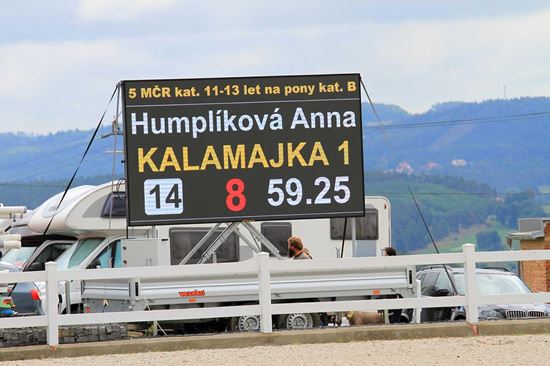 5 MČR kat. 11-13 let na pony kat. B
Humplíková Anna
KALAMAJKA 1
14 8 59.25